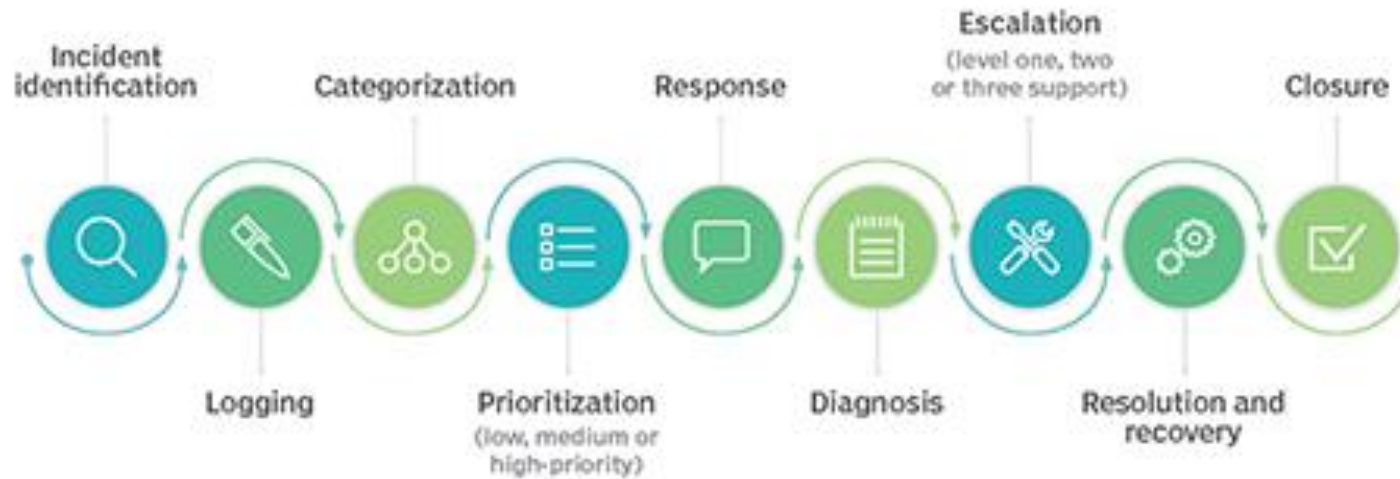 Incident
identification
Logging
Categorization
Prioritization
(low, medium or
high-priority)
Response
Diagnosis
Escalation
(level one, two
or three support)
Resolution and
recovery
Closure